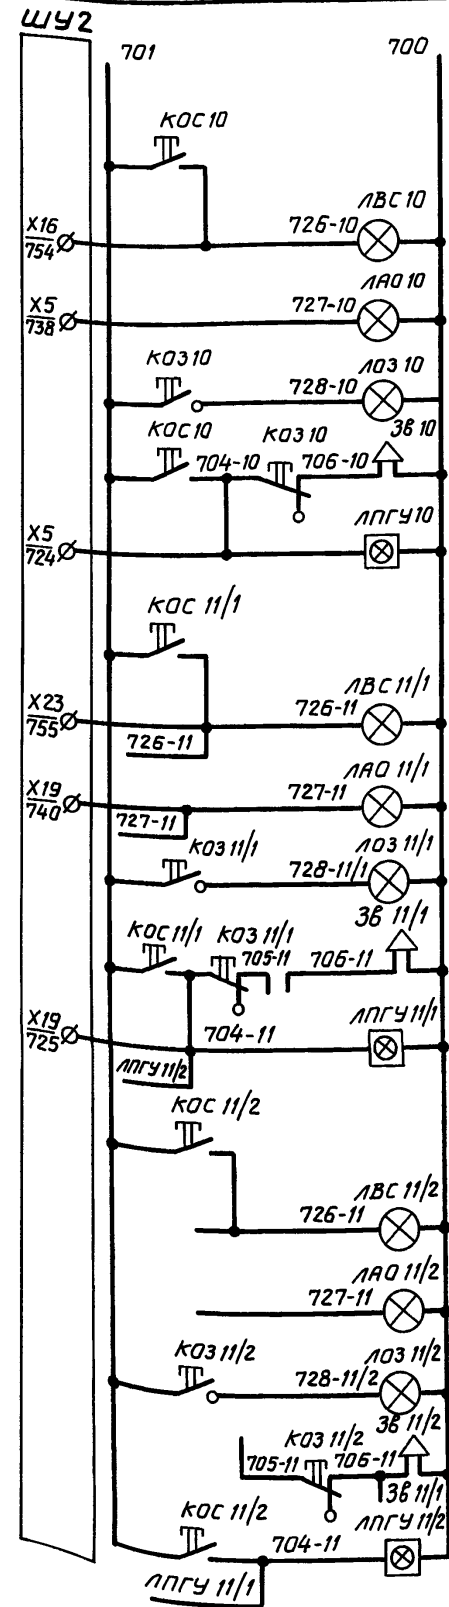 ШУ2
701 700
КОС 10
ЛВС 10
Х16
754
726-10
ЛАО 10
Х5
738
727-10
КОЗ 10
ЛОЗ 10
728-10
КОС 10
КОЗ 10
Зв 10
704-10
706-10
ЛПГУ 10
Х5
724
КОС 11/1
ЛВС 11/1
Х23
755
726-11
726-11
ЛАО 11/1
Х19
740
727-11
727-11
КОЗ 11/1
ЛОЗ 11/1
728-11/1
Зв 11/1
КОС 11/1
КОЗ 11/1
705-11
706-11
ЛПГУ 11/1
Х19
725
704-11
ЛПГУ 11/2
КОС 11/2
ЛВС 11/2
726-11
ЛАО 11/2
727-11
КОЗ 11/2
ЛОЗ 11/2
728-11/2
Зв 11/2
КОЗ 11/2
705-11
706-11
Зв 11/1
КОС 11/2
ЛПГУ 11/2
704-11
ЛПГУ 11/1